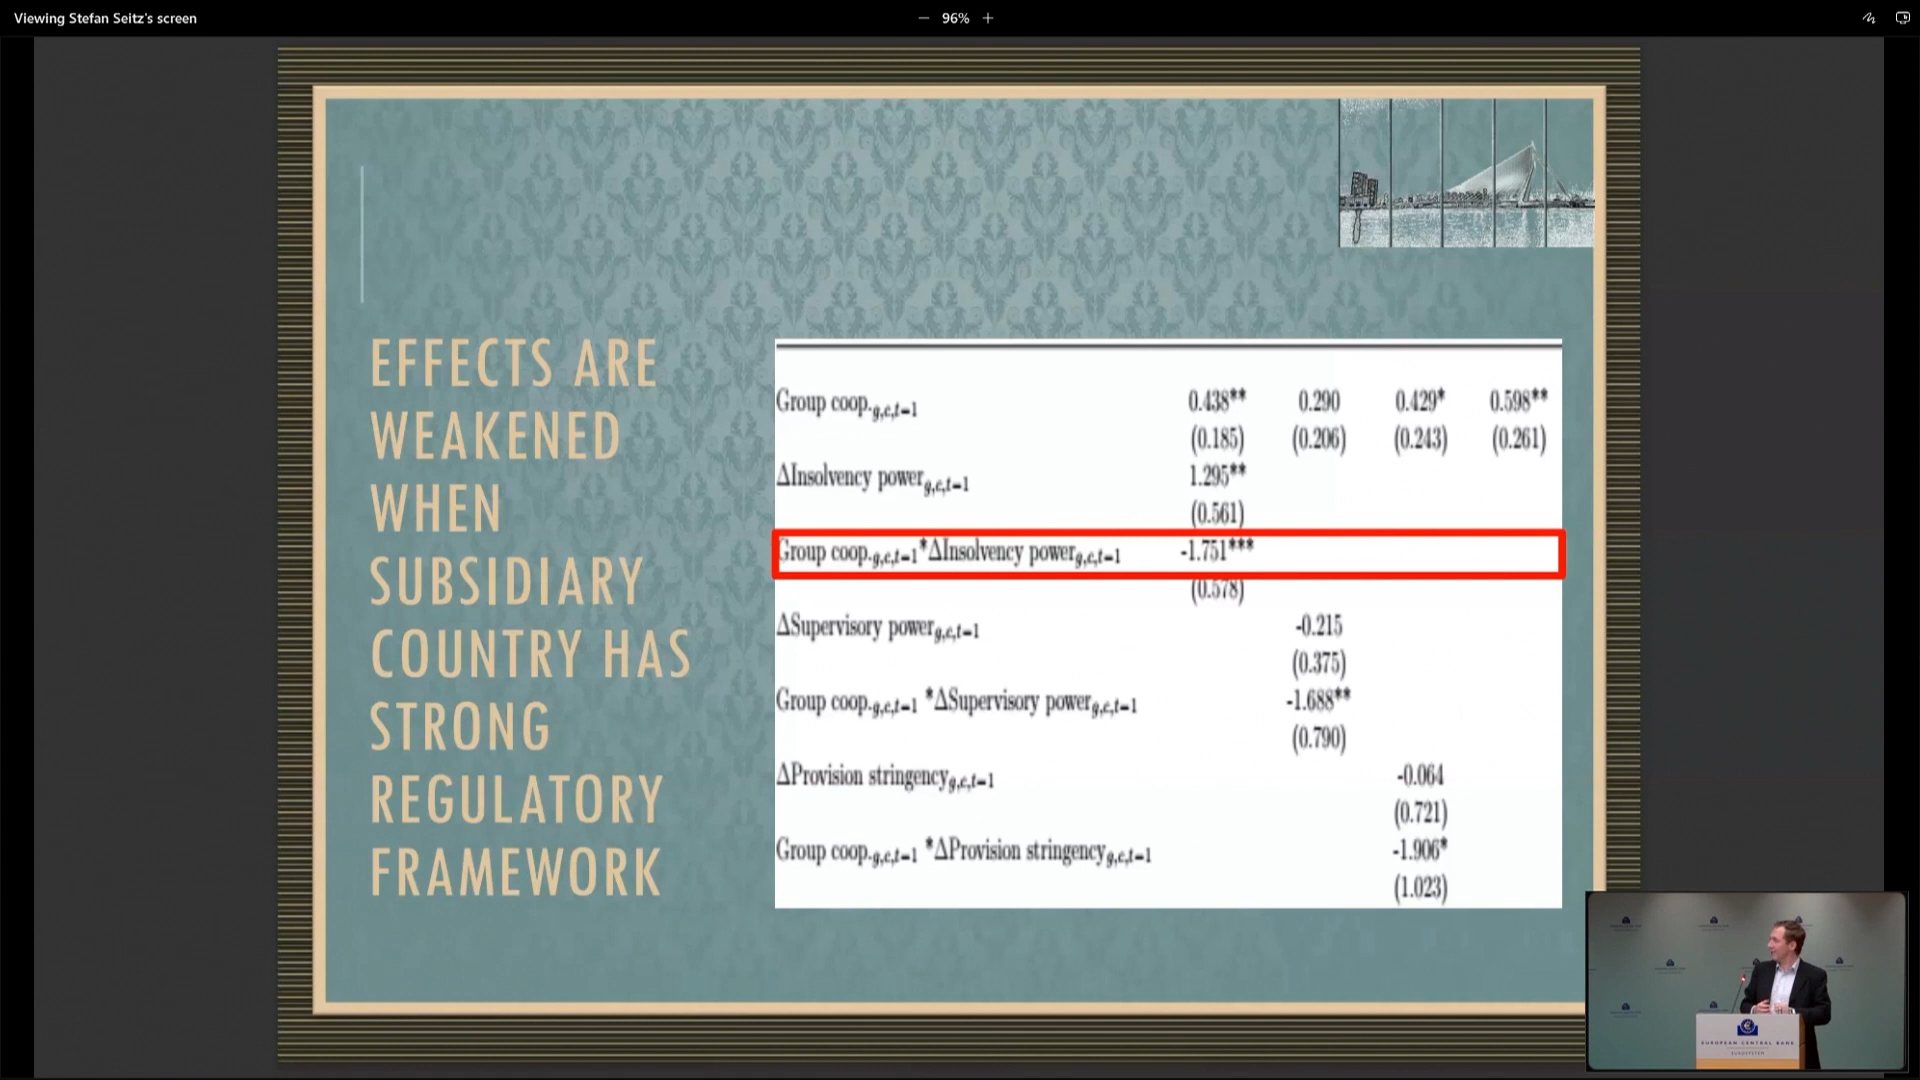 Viewing Stefan Seitz's screen
— 96% +
EFFECTS ARE
WEAKENED
WHEN
SUBSIDIARY
COUNTRY HAS
STRONG
REGULATORY
FRAMEWORK
Group coop.g,c,t−1 0.438** 0.290 0.429* 0.598**
(0.185) (0.206) (0.243) (0.261)
ΔInsolvency powerg,c,t−1 1.295**
(0.561)
Group coop.g,c,t−1*ΔInsolvency powerg,c,t−1 -1.751***
(0.578)
ΔSupervisory powerg,c,t−1 -0.215
(0.375)
Group coop.g,c,t−1 *ΔSupervisory powerg,c,t−1 -1.688**
(0.790)
ΔProvision stringencyg,c,t−1 -0.064
(0.721)
Group coop.g,c,t−1 *ΔProvision stringencyg,c,t−1 -1.906*
(1.023)
EUROPEAN CENTRAL BANK
EUROSYSTEM